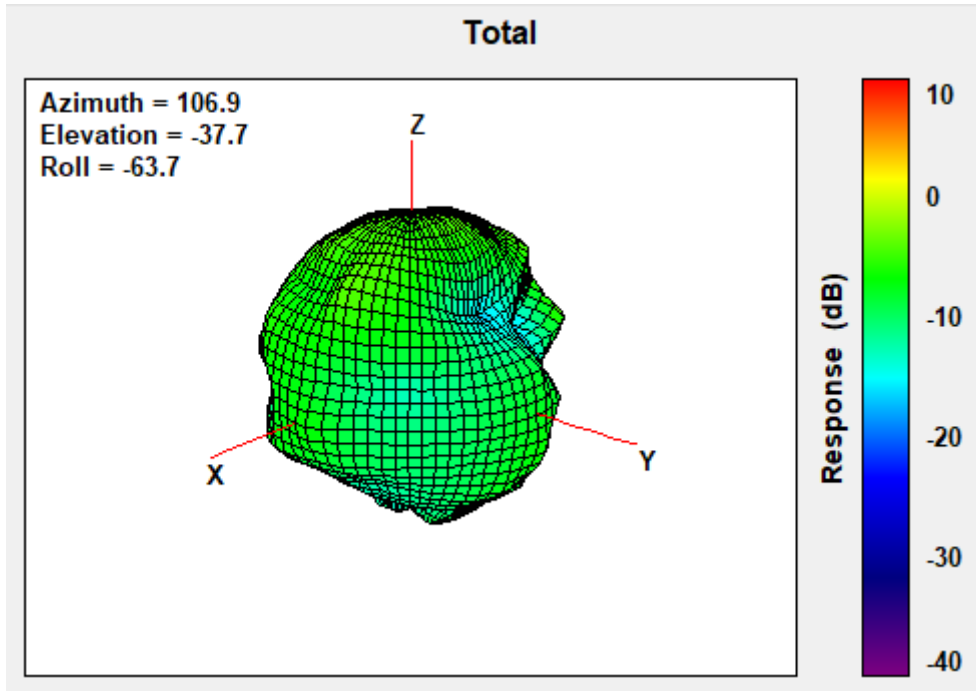 Total
Azimuth = 106.9
Elevation = -37.7
Roll = -63.7
Z
X
Y
10
0
-10
-20
-30
-40
Response (dB)